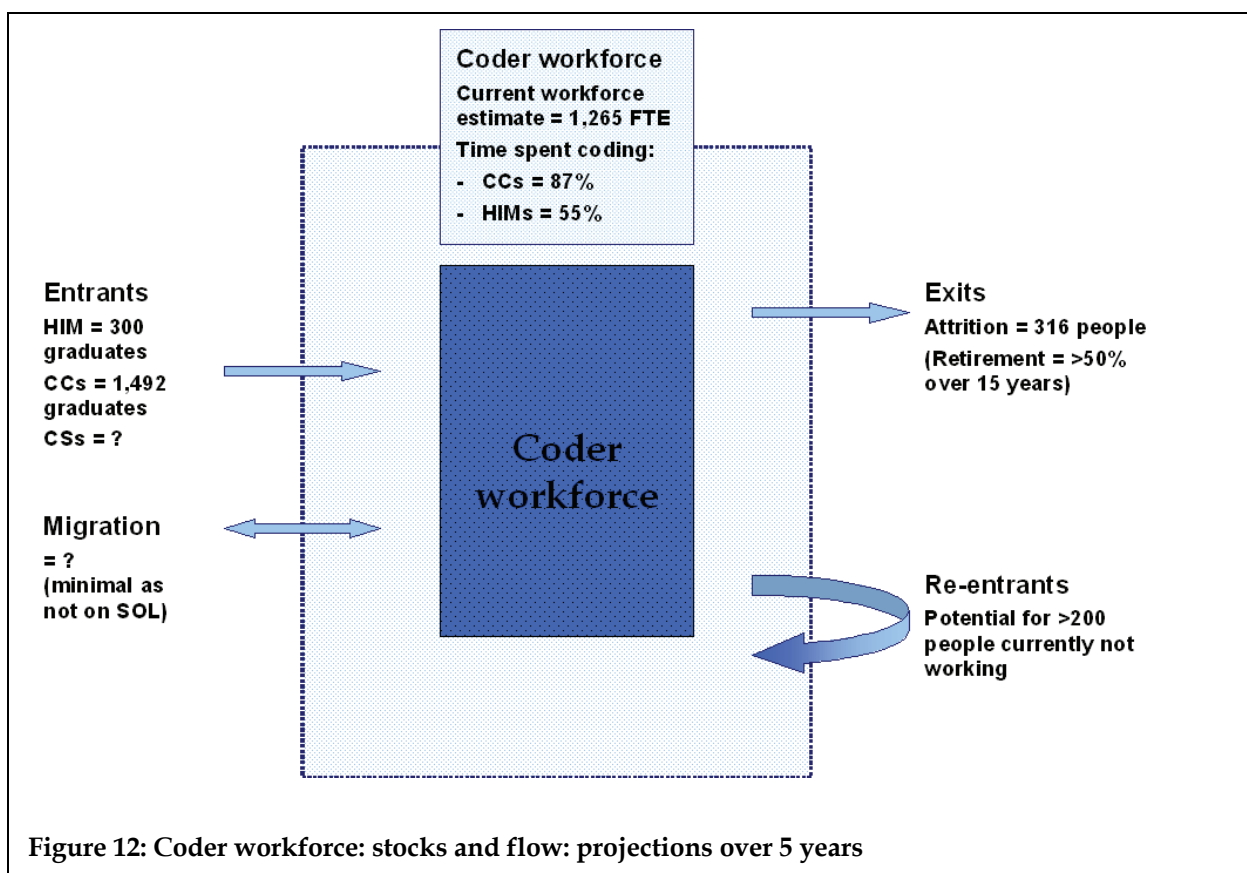 Coder workforce
Current workforce
estimate = 1,265 FTE
Time spent coding:
- CCs = 87%
- HIMs = 55%
Entrants
HIM = 300
graduates
CCs = 1,492
graduates
CSs = ?
Migration
= ?
(minimal as
not on SOL)
Coder
workforce
Exits
Attrition = 316 people
(Retirement = >50%
over 15 years)
Re-entrants
Potential for >200
people currently not
working
Figure 12: Coder workforce: stocks and flow: projections over 5 years